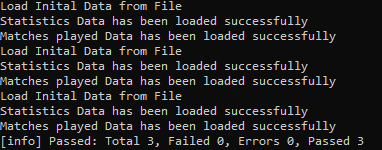 Load Inital Data from File
Statistics Data has been loaded successfully
Matches played Data has been loaded successfully
Load Inital Data from File
Statistics Data has been loaded successfully
Matches played Data has been loaded successfully
Load Inital Data from File
Statistics Data has been loaded successfully
Matches played Data has been loaded successfully
[info] Passed: Total 3, Failed 0, Errors 0, Passed 3